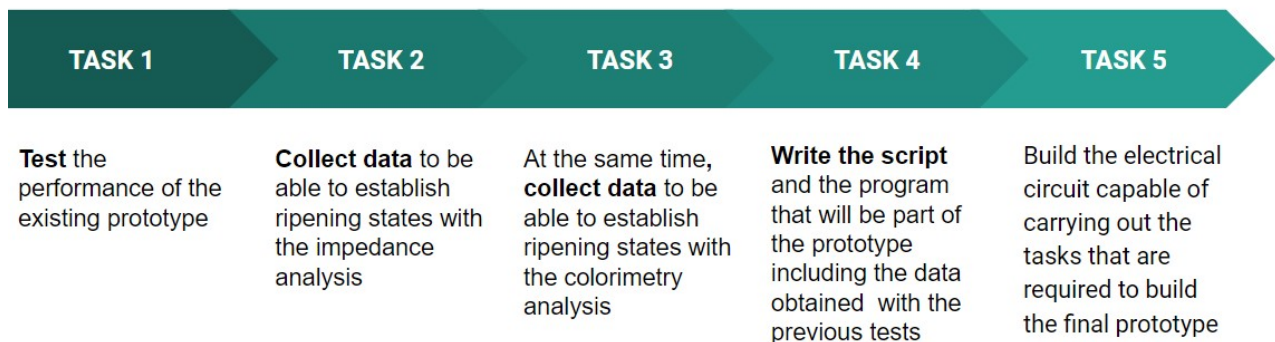 TASK 1
TASK 2
TASK 3
TASK 4
TASK 5
Test the
performance of the
existing prototype
Collect data to be
able to establish
ripening states with
the impedance
analysis
At the same time,
collect data to be
able to establish
ripening states with
the colorimetry
analysis
Write the script
and the program
that will be part of
the prototype
including the data
obtained with the
previous tests
Build the electrical
circuit capable of
carrying out the
tasks that are
required to build
the final prototype